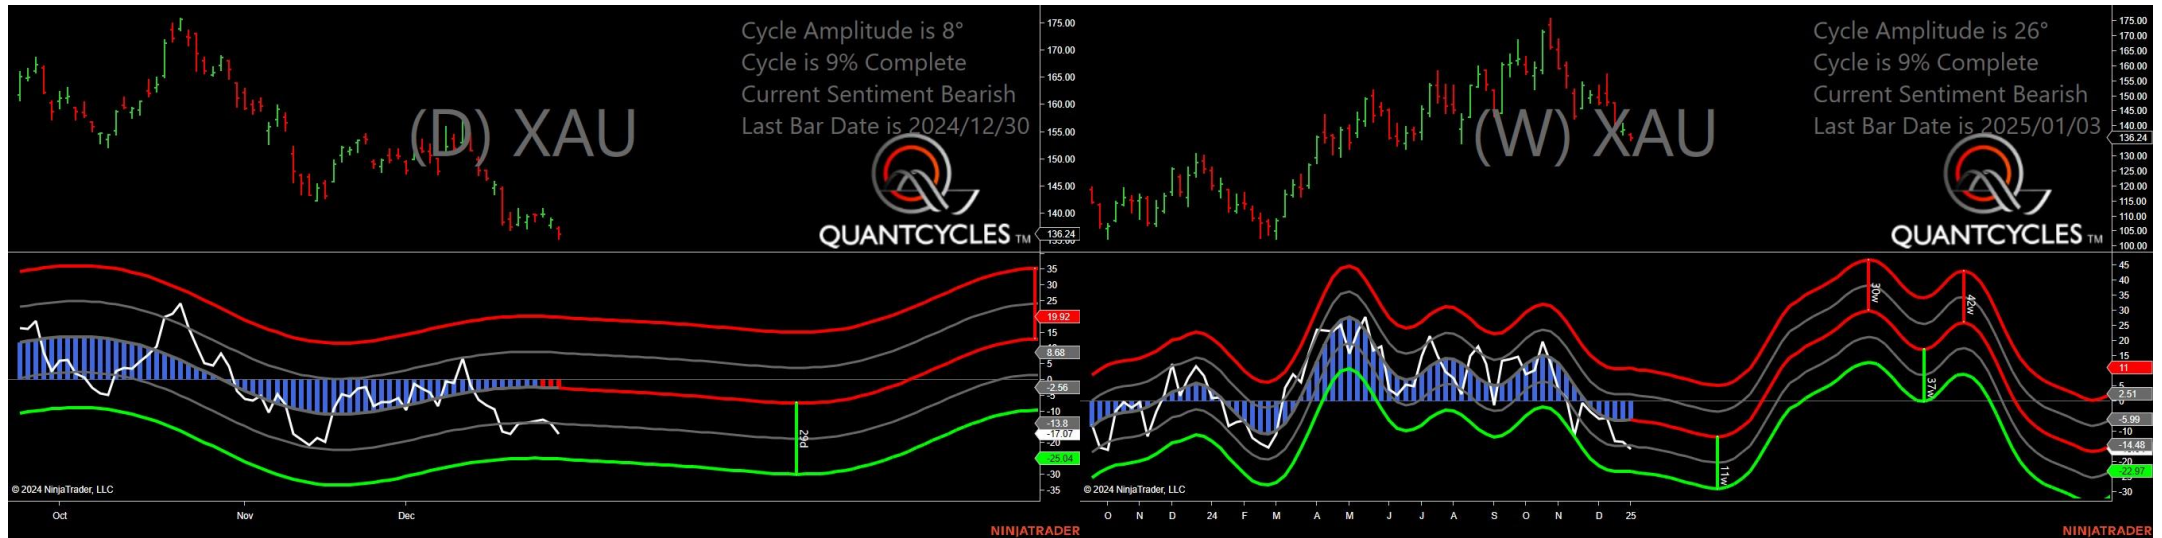 Cycle Amplitude is 8°
Cycle is 9% Complete
Current Sentiment Bearish
Last Bar Date is 2024/12/30
(D) XAU
QUANTCYCLES TM
175.00
170.00
165.00
160.00
155.00
150.00
145.00
140.00
136.24
35
30
25
19.92
15
8.68
5
0
-2.56
-5
-10
-13.8
-17.07
-20
-25.04
-30
-35
29d
© 2024 NinjaTrader, LLC
Oct
Nov
Dec
NINJATRADER
Cycle Amplitude is 26°
Cycle is 9% Complete
Current Sentiment Bearish
Last Bar Date is 2025/01/03
(W) XAU
QUANTCYCLES TM
175.00
170.00
165.00
160.00
155.00
150.00
145.00
140.00
136.24
130.00
125.00
120.00
115.00
110.00
105.00
100.00
45
40
35
30
25
20
15
11
5
2.51
0
-5.99
-10
-14.48
-20
-22.97
-30
30w
42w
37w
11w
© 2024 NinjaTrader, LLC
O
N
D
24
F
M
A
M
J
J
A
S
O
N
D
25
NINJATRADER